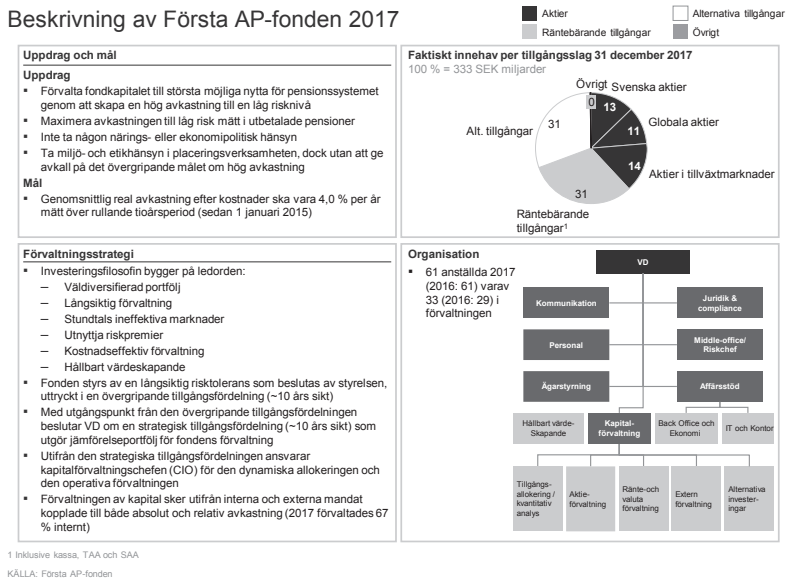 Beskrivning av Första AP-fonden 2017
Aktier
Alternativa tillgångar
Räntebärande tillgångar
Övrigt
Uppdrag och mål
Uppdrag
▪ Förvalta fondkapitalet till största möjliga nytta för pensionssystemet
genom att skapa en hög avkastning till en låg risknivå
▪ Maximera avkastningen till låg risk mätt i utbetalade pensioner
▪ Inte ta någon närings- eller ekonomipolitisk hänsyn
▪ Ta miljö- och etikhänsyn i placeringsverksamheten, dock utan att ge
avkall på det övergripande målet om hög avkastning
Mål
▪ Genomsnittlig real avkastning efter kostnader ska vara 4,0 % per år
mätt över rullande tioårsperiod (sedan 1 januari 2015)
Faktiskt innehav per tillgångsslag 31 december 2017
100 % = 333 SEK miljarder
Övrigt
Svenska aktier
0
13
31
Alt. tillgångar
11
Globala aktier
14
Aktier i tillväxtmarknader
31
Räntebärande
tillgångar¹
Förvaltningsstrategi
▪ Investeringsfilosofin bygger på ledorden:
– Väldiversifierad portfölj
– Långsiktig förvaltning
– Stundtals ineffektiva marknader
– Utnyttja riskpremier
– Kostnadseffektiv förvaltning
– Hållbart värdeskapande
▪ Fonden styrs av en långsiktig risktolerans som beslutas av styrelsen,
uttryckt i en övergripande tillgångsfördelning (~10 års sikt)
▪ Med utgångspunkt från den övergripande tillgångsfördelningen
beslutar VD om en strategisk tillgångsfördelning (~10 års sikt) som
utgör jämförelseportfölj för fondens förvaltning
▪ Utifrån den strategiska tillgångsfördelningen ansvarar
kapitalförvaltningschefen (CIO) för den dynamiska allokeringen och
den operativa förvaltningen
▪ Förvaltningen av kapital sker utifrån interna och externa mandat
kopplade till både absolut och relativ avkastning (2017 förvaltades 67
% internt)
Organisation
▪ 61 anställda 2017
(2016: 61) varav
33 (2016: 29) i
förvaltningen
VD
Kommunikation
Juridik &
compliance
Personal
Middle-office/
Riskchef
Ägarstyrning
Affärsstöd
Hållbart värde-
Skapande
Kapital-
förvaltning
Back Office och
Ekonomi
IT och Kontor
Tillgångs-
allokering /
kvantitativ
analys
Aktie-
förvaltning
Ränte-och
valuta
förvaltning
Extern
förvaltning
Alternativa
invester-
ingar
1 Inklusive kassa, TAA och SAA
KÄLLA: Första AP-fonden